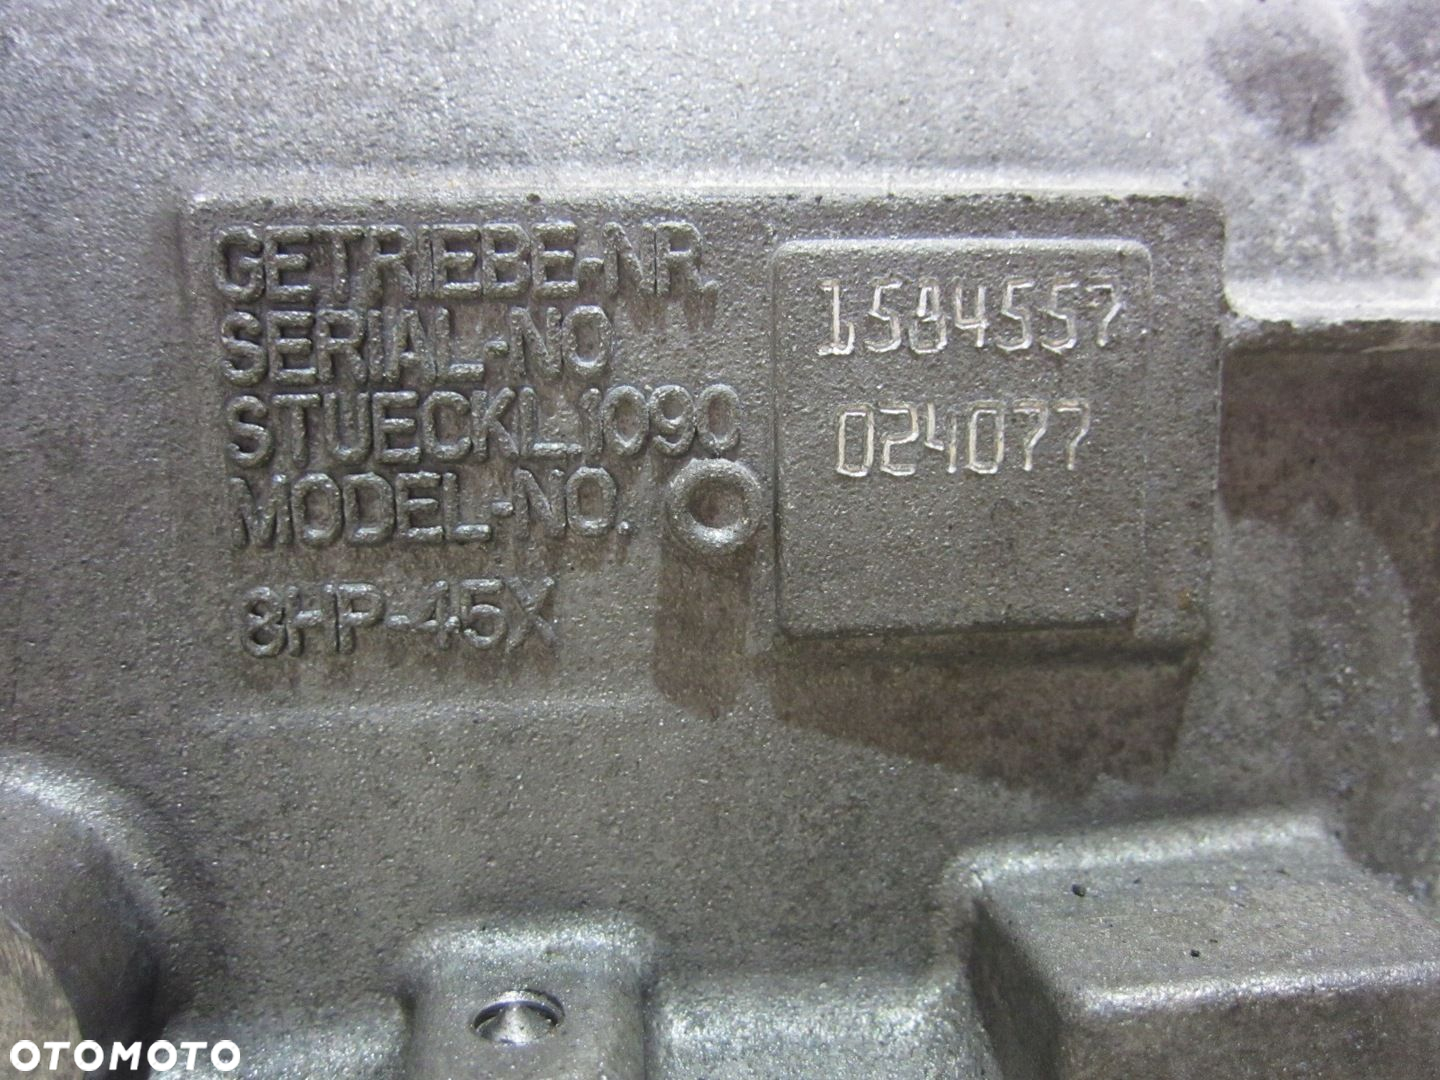 GETRIEBE-NR.
SERIAL-NO
STUECKL.1090
MODEL-NO.
8HP-45X
1584557
024077
OTOMOTO